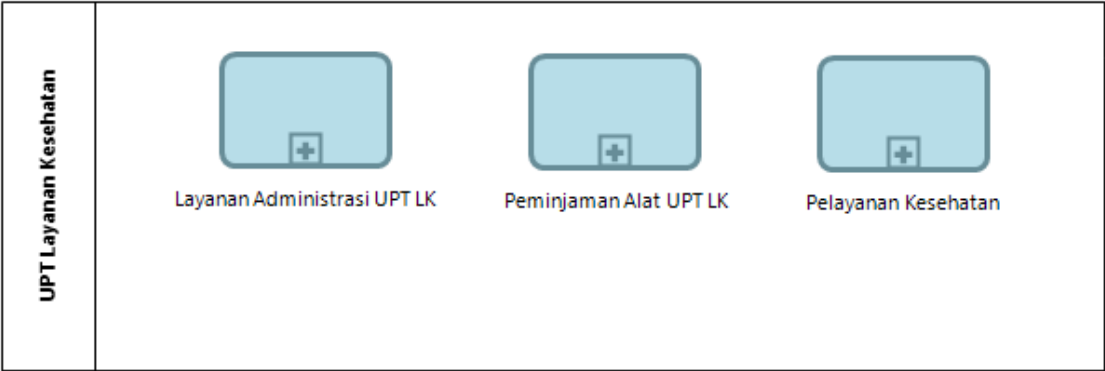 UPT Layanan Kesehatan
Layanan Administrasi UPT LK
Peminjaman Alat UPT LK
Pelayanan Kesehatan